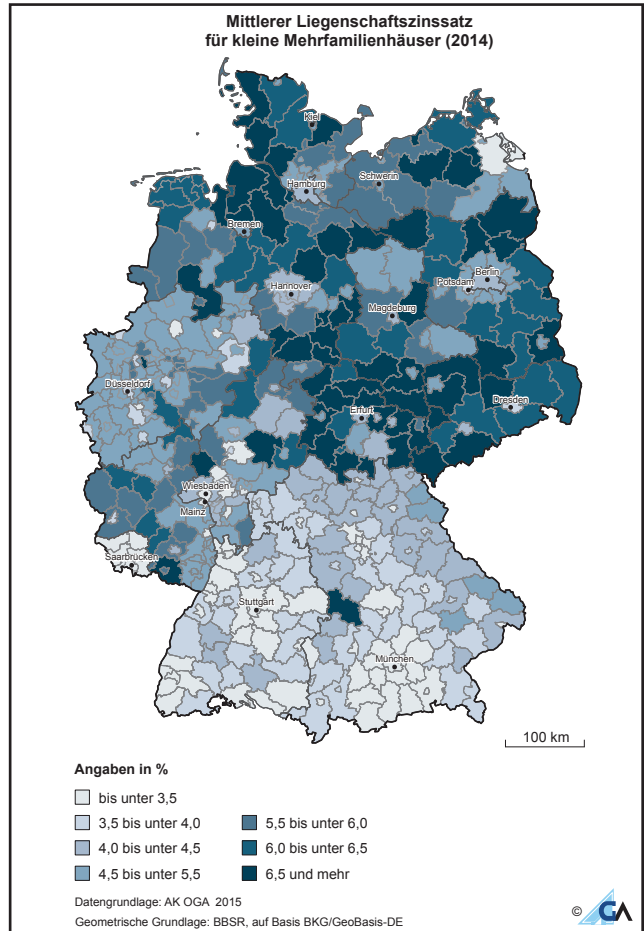 Mittlerer Liegenschaftszinssatz
für kleine Mehrfamilienhäuser (2014)
Kiel
Hamburg
Schwerin
Bremen
Hannover
Berlin
Potsdam
Magdeburg
Düsseldorf
Erfurt
Dresden
Wiesbaden
Mainz
Saarbrücken
Stuttgart
München
100 km
Angaben in %
bis unter 3,5
3,5 bis unter 4,0
4,0 bis unter 4,5
4,5 bis unter 5,5
5,5 bis unter 6,0
6,0 bis unter 6,5
6,5 und mehr
Datengrundlage: AK OGA 2015
Geometrische Grundlage: BBSR, auf Basis BKG/GeoBasis-DE
© GA